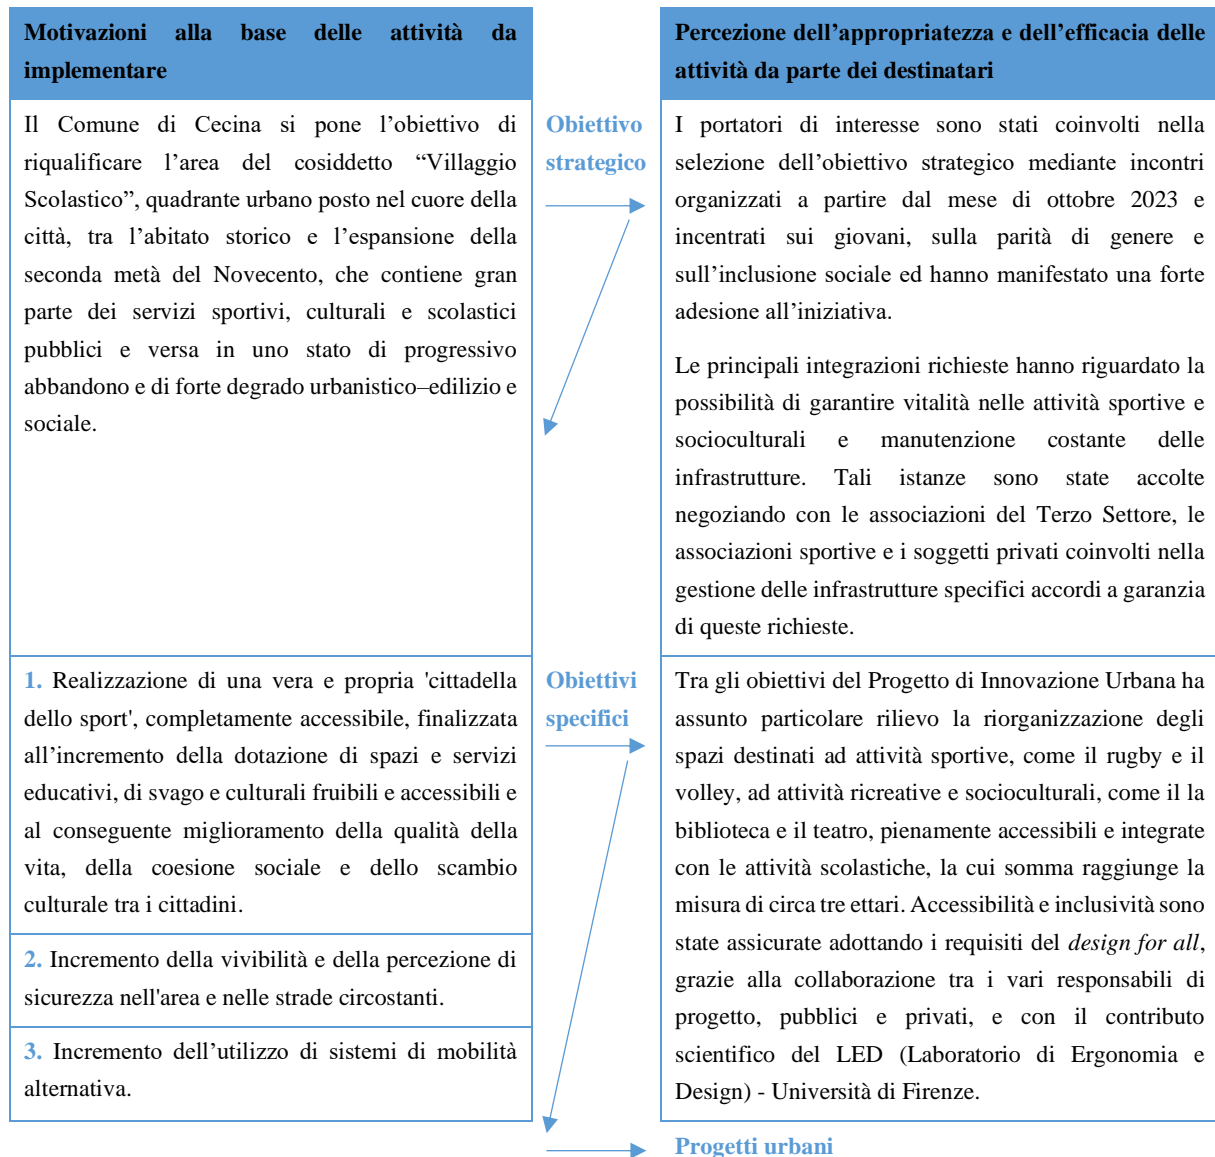 Motivazioni alla base delle attività da
implementare
Percezione dell’appropriatezza e dell’efficacia delle
attività da parte dei destinatari
Il Comune di Cecina si pone l’obiettivo di
riqualificare l’area del cosiddetto “Villaggio
Scolastico”, quadrante urbano posto nel cuore della
città, tra l’abitato storico e l’espansione della
seconda metà del Novecento, che contiene gran
parte dei servizi sportivi, culturali e scolastici
pubblici e versa in uno stato di progressivo
abbandono e di forte degrado urbanistico–edilizio e
sociale.
Obiettivo
strategico
I portatori di interesse sono stati coinvolti nella
selezione dell’obiettivo strategico mediante incontri
organizzati a partire dal mese di ottobre 2023 e
incentrati sui giovani, sulla parità di genere e
sull’inclusione sociale ed hanno manifestato una forte
adesione all’iniziativa.
Le principali integrazioni richieste hanno riguardato la
possibilità di garantire vitalità nelle attività sportive e
socioculturali e manutenzione costante delle
infrastrutture. Tali istanze sono state accolte
negoziando con le associazioni del Terzo Settore, le
associazioni sportive e i soggetti privati coinvolti nella
gestione delle infrastrutture specifici accordi a garanzia
di queste richieste.
1. Realizzazione di una vera e propria 'cittadella
dello sport', completamente accessibile, finalizzata
all’incremento della dotazione di spazi e servizi
educativi, di svago e culturali fruibili e accessibili e
al conseguente miglioramento della qualità della
vita, della coesione sociale e dello scambio
culturale tra i cittadini.
2. Incremento della vivibilità e della percezione di
sicurezza nell'area e nelle strade circostanti.
3. Incremento dell’utilizzo di sistemi di mobilità
alternativa.
Obiettivi
specifici
Tra gli obiettivi del Progetto di Innovazione Urbana ha
assunto particolare rilievo la riorganizzazione degli
spazi destinati ad attività sportive, come il rugby e il
volley, ad attività ricreative e socioculturali, come il la
biblioteca e il teatro, pienamente accessibili e integrate
con le attività scolastiche, la cui somma raggiunge la
misura di circa tre ettari. Accessibilità e inclusività sono
state assicurate adottando i requisiti del design for all,
grazie alla collaborazione tra i vari responsabili di
progetto, pubblici e privati, e con il contributo
scientifico del LED (Laboratorio di Ergonomia e
Design) - Università di Firenze.
Progetti urbani